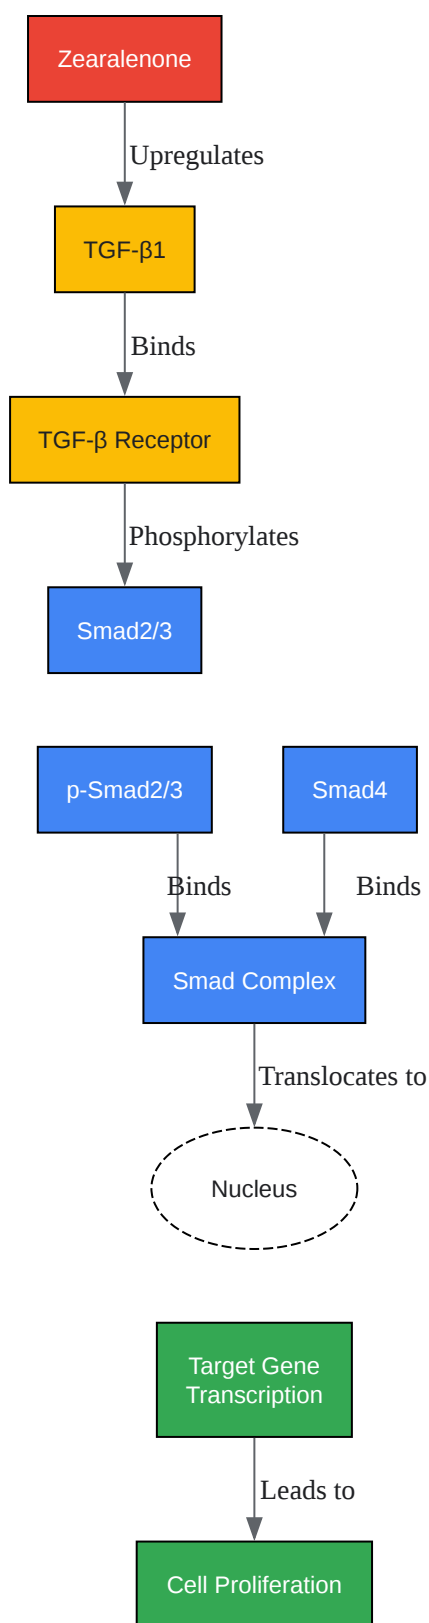 Zearalenone
Upregulates
TGF-β1
Binds
TGF-β Receptor
Phosphorylates
Smad2/3
p-Smad2/3
Smad4
Binds
Binds
Smad Complex
Translocates to
Nucleus
Target Gene
Transcription
Leads to
Cell Proliferation